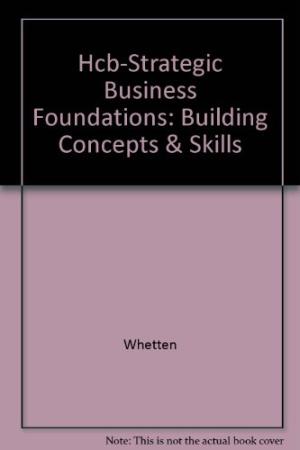 Hcb-Strategic
Business
Foundations: Building
Concepts & Skills
Whetten
Note: This is not the actual book cover